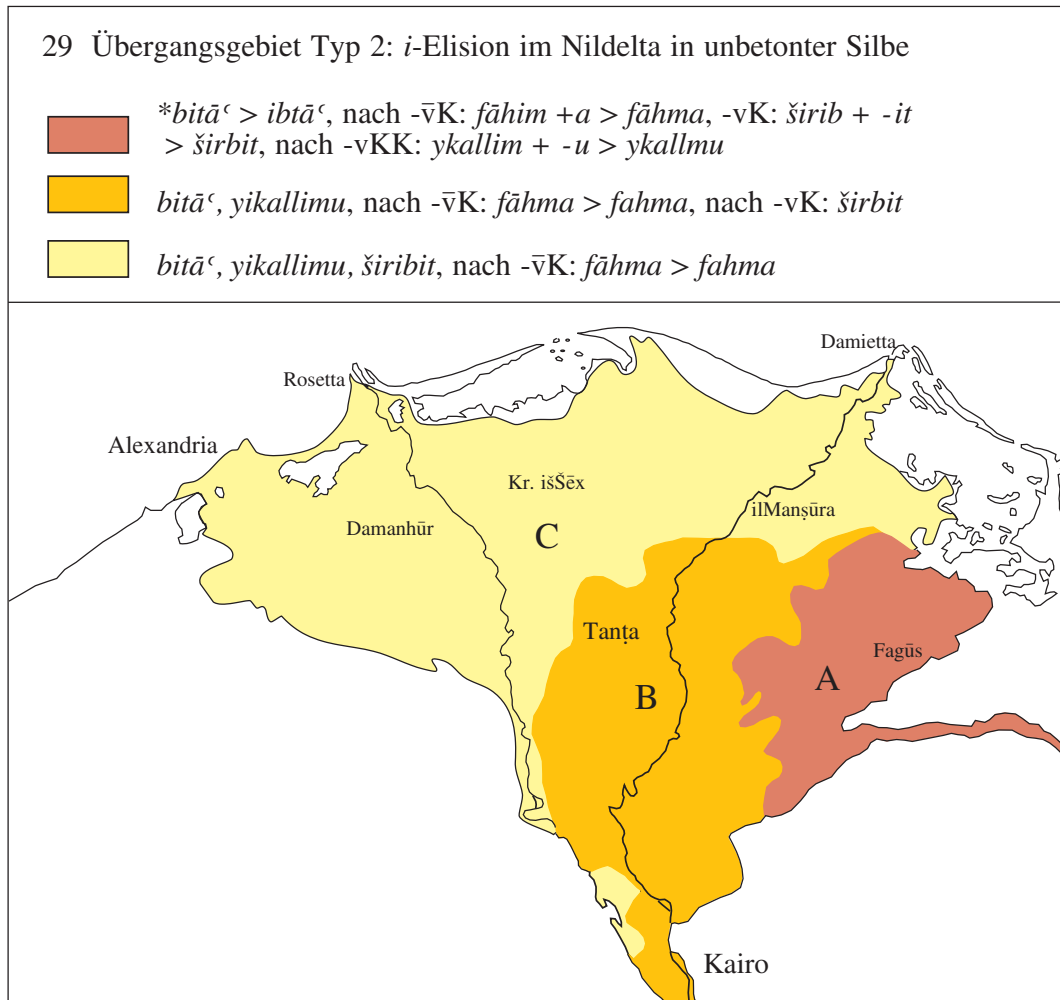 29 Übergangsgebiet Typ 2: i-Elision im Nildelta in unbetonter Silbe
*bitāʿ > ibtāʿ, nach -v̄K: fāhim +a > fāhma, -vK: širib + -it
> širbit, nach -vKK: ykallim + -u > ykallmu
bitāʿ, yikallimu, nach -v̄K: fāhma > fahma, nach -vK: širbit
bitāʿ, yikallimu, širibit, nach -v̄K: fāhma > fahma
Damietta
Rosetta
Alexandria
Kr. išŠēx
ilManṣūra
Damanhūr
C
Tanṭa
Fagūs
A
B
Kairo